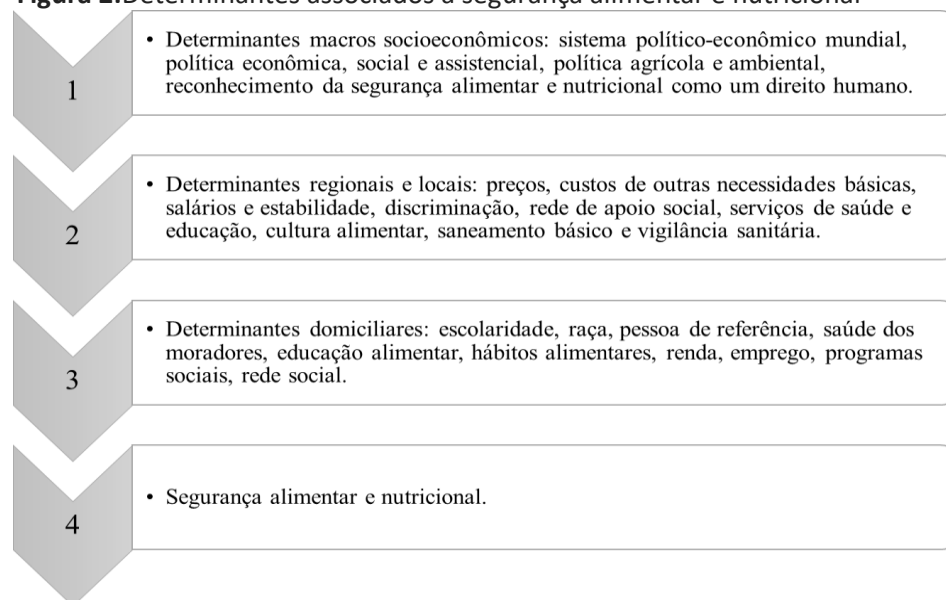 Figura 2.Determinantes associados à segurança alimentar e nutricional
1
• Determinantes macros socioeconômicos: sistema político-econômico mundial,
política econômica, social e assistencial, política agrícola e ambiental,
reconhecimento da segurança alimentar e nutricional como um direito humano.
2
• Determinantes regionais e locais: preços, custos de outras necessidades básicas,
salários e estabilidade, discriminação, rede de apoio social, serviços de saúde e
educação, cultura alimentar, saneamento básico e vigilância sanitária.
3
• Determinantes domiciliares: escolaridade, raça, pessoa de referência, saúde dos
moradores, educação alimentar, hábitos alimentares, renda, emprego, programas
sociais, rede social.
4
• Segurança alimentar e nutricional.